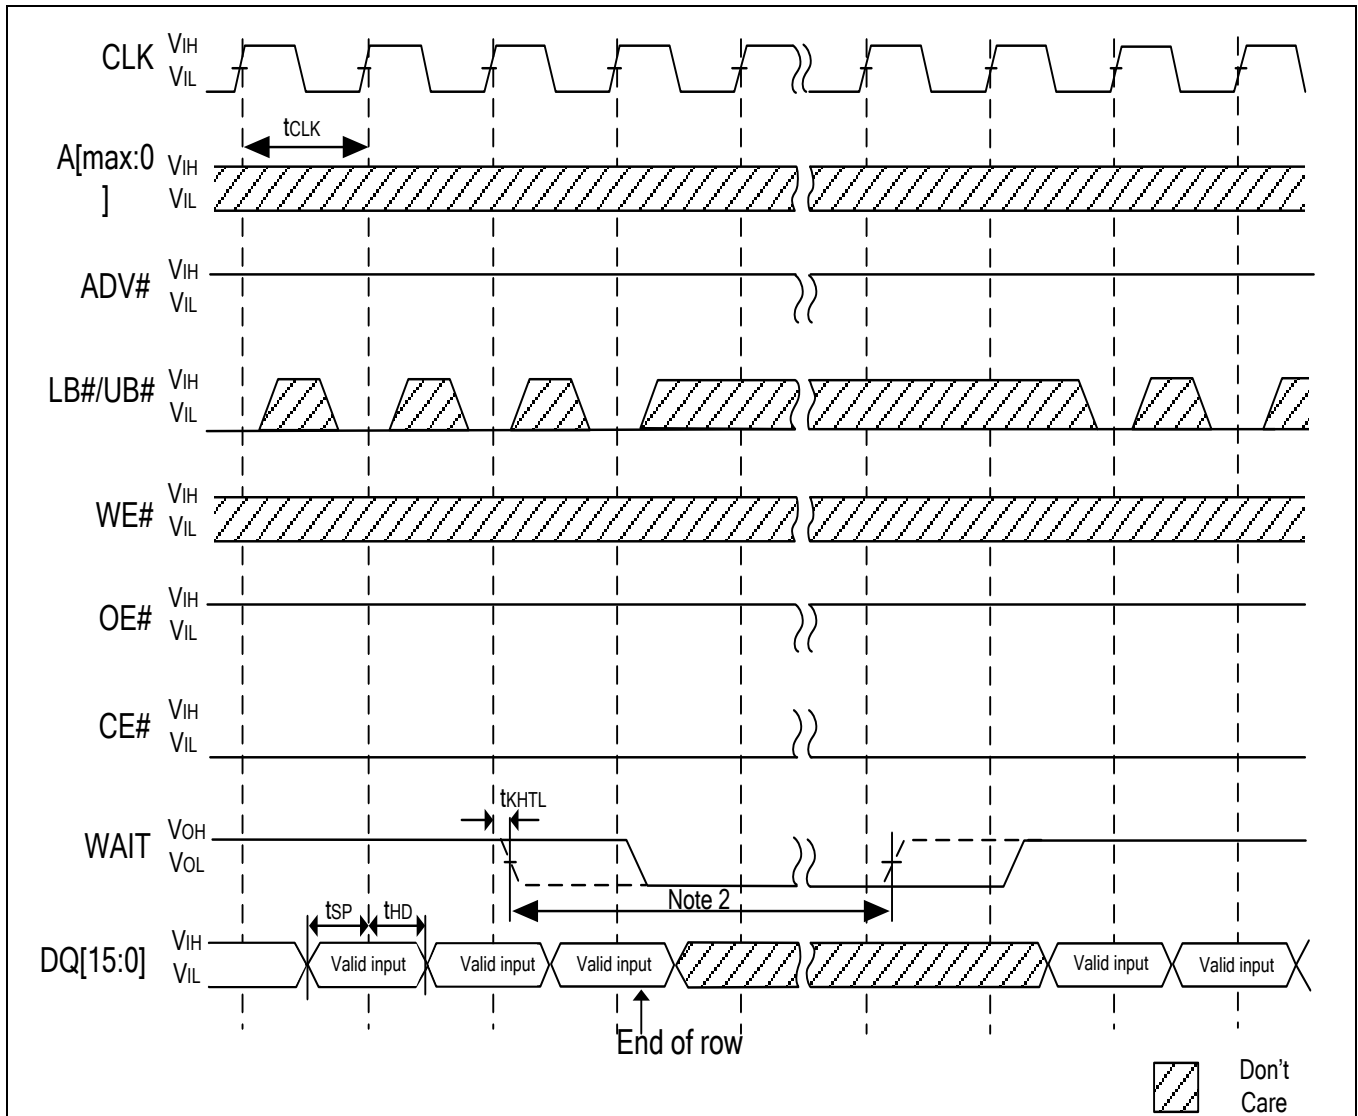 CLK VIH
VIL
tCLK
A[max:0
] VIH
VIL
ADV# VIH
VIL
LB#/UB# VIH
VIL
WE# VIH
VIL
OE# VIH
VIL
CE# VIH
VIL
tKHTL
WAIT VOH
VOL
Note 2
tSP tHD
DQ[15:0] VIH
VIL
Valid input Valid input Valid input Valid input Valid input
End of row
Don't
Care